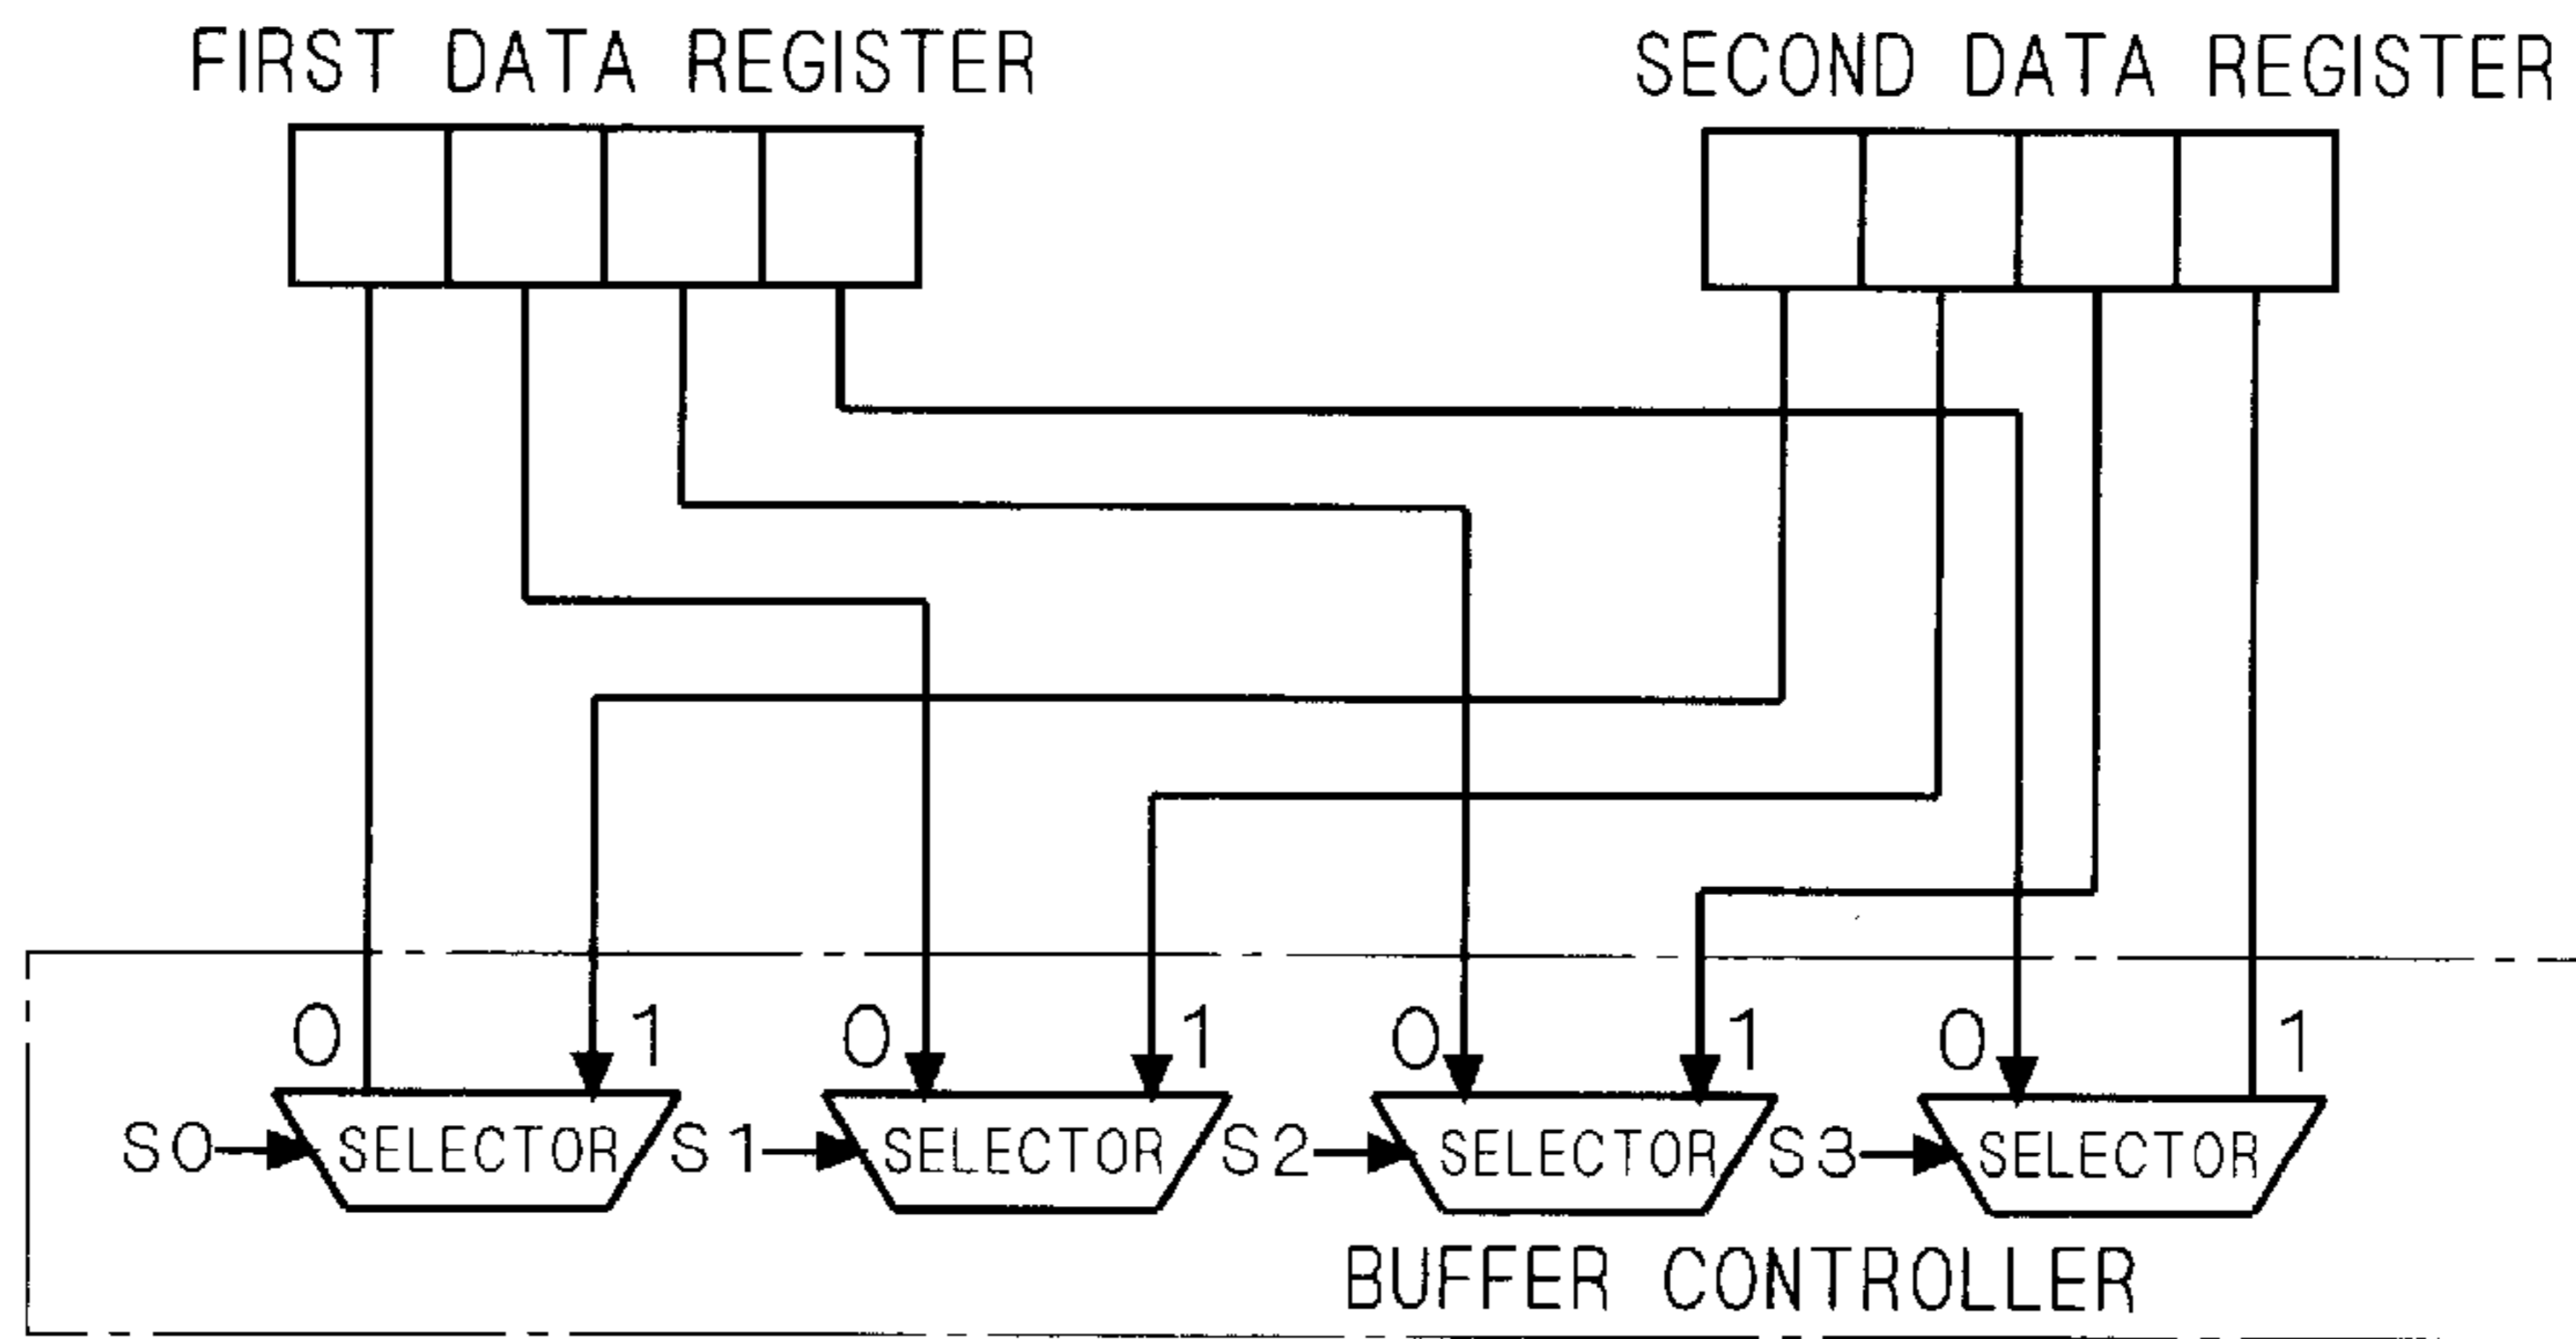 FIRST DATA REGISTER
SECOND DATA REGISTER
0 1 0 1 0 1 0 1
S0 SELECTOR S1 SELECTOR S2 SELECTOR S3 SELECTOR
BUFFER CONTROLLER